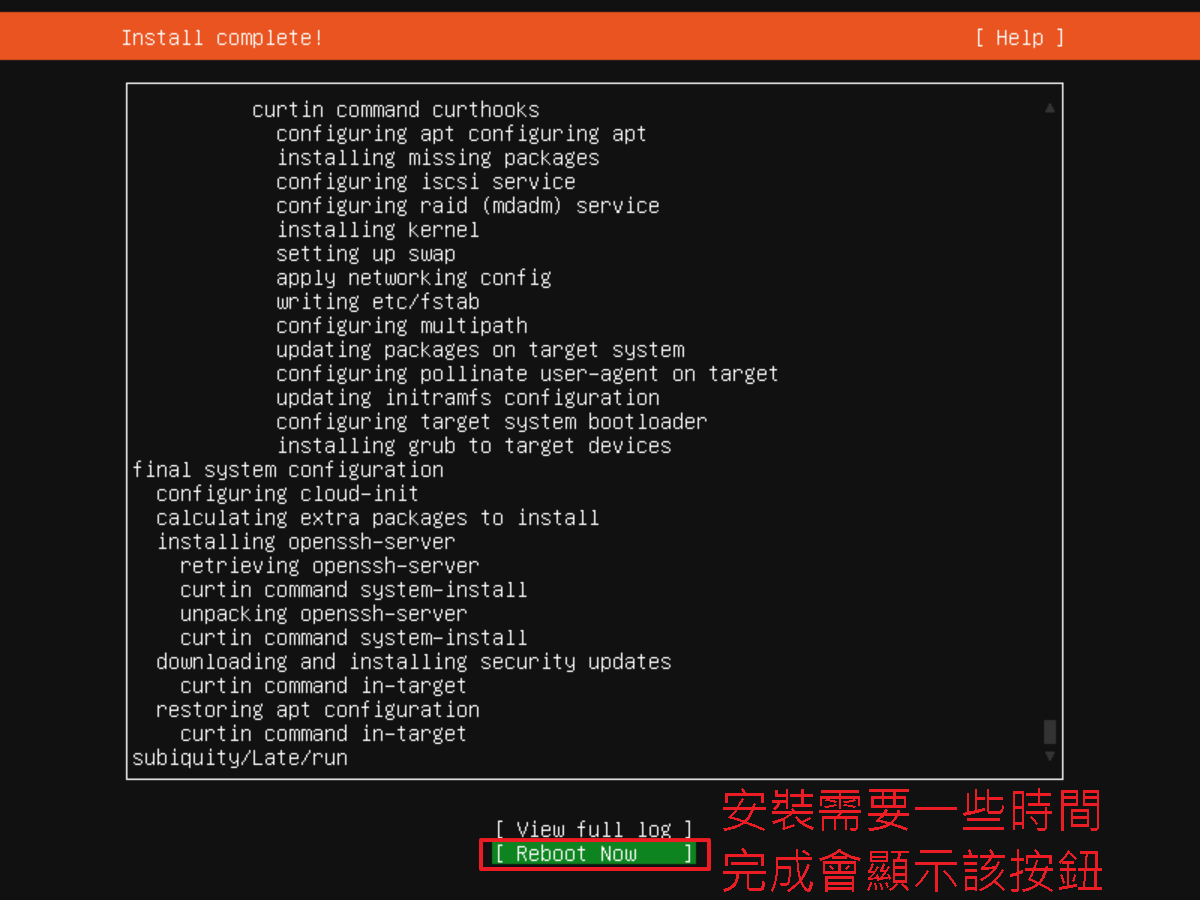 Install complete!
[ Help ]
curtin command curthooks
configuring apt configuring apt
installing missing packages
configuring iscsi service
configuring raid (mdadm) service
installing kernel
setting up swap
apply networking config
writing etc/fstab
configuring multipath
updating packages on target system
configuring pollinate user-agent on target
updating initramfs configuration
configuring target system bootloader
installing grub to target devices
final system configuration
configuring cloud-init
calculating extra packages to install
installing openssh-server
retrieving openssh-server
curtin command system-install
unpacking openssh-server
curtin command system-install
downloading and installing security updates
curtin command in-target
restoring apt configuration
curtin command in-target
subiquity/Late/run
[ View full log ]
[ Reboot Now ]
安裝需要一些時間
完成會顯示該按鈕